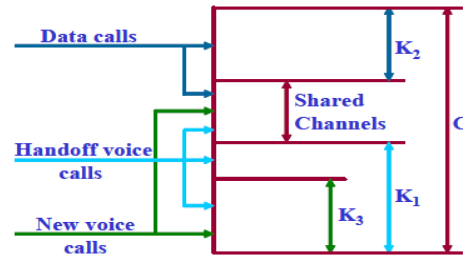 Data calls
K2
Shared
Channels
C
Handoff voice
calls
K1
K3
New voice
calls